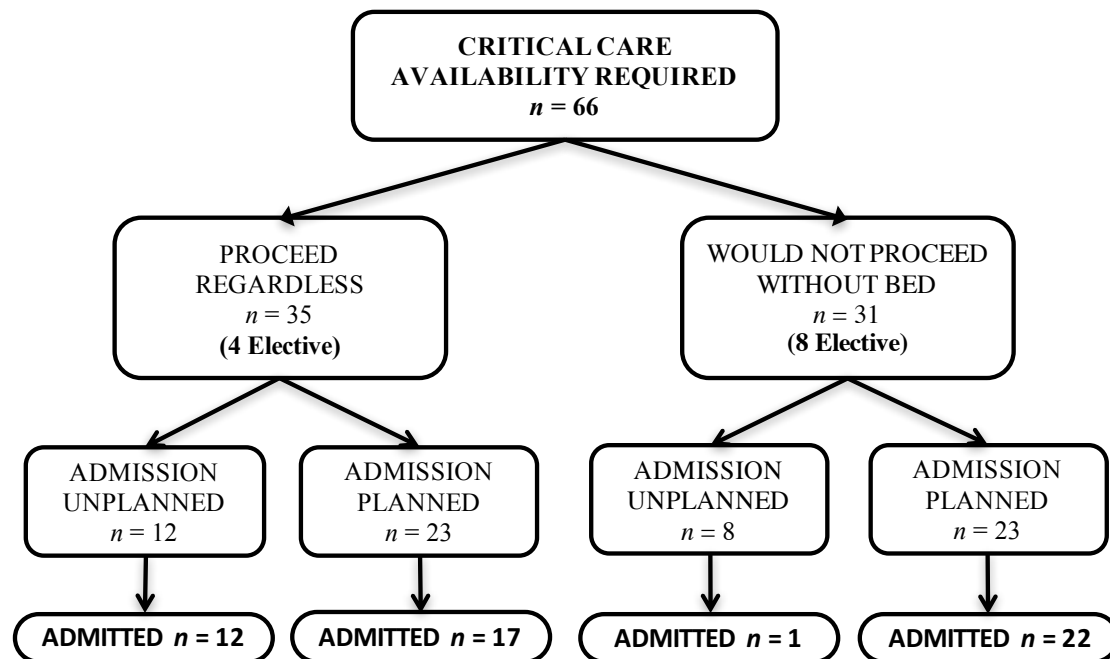 CRITICAL CARE
AVAILABILITY REQUIRED
n = 66
PROCEED
REGARDLESS
n = 35
(4 Elective)
WOULD NOT PROCEED
WITHOUT BED
n = 31
(8 Elective)
ADMISSION
UNPLANNED
n = 12
ADMISSION
PLANNED
n = 23
ADMISSION
UNPLANNED
n = 8
ADMISSION
PLANNED
n = 23
ADMITTED n = 12
ADMITTED n = 17
ADMITTED n = 1
ADMITTED n = 22